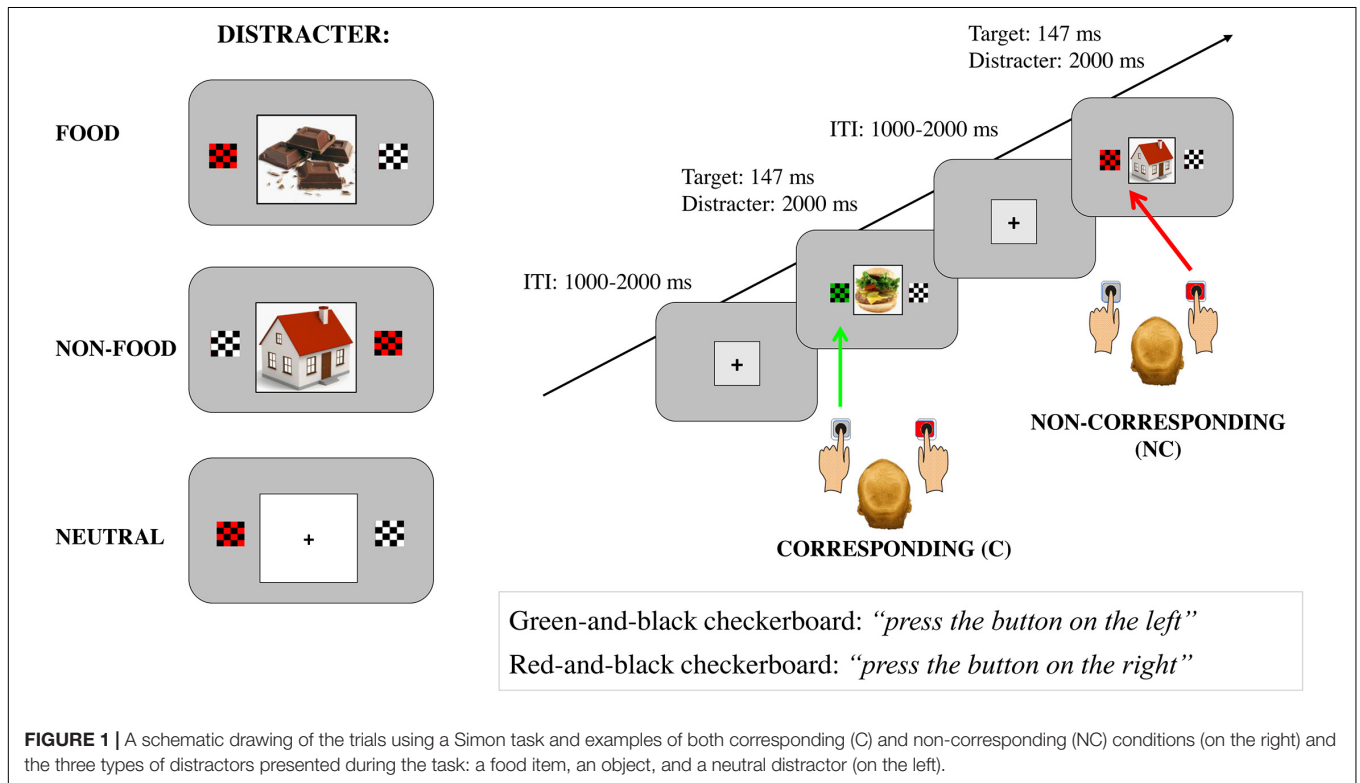 DISTRACTER:
FOOD
NON-FOOD
NEUTRAL
+
ITI: 1000-2000 ms
+
Target: 147 ms
Distracter: 2000 ms
ITI: 1000-2000 ms
+
Target: 147 ms
Distracter: 2000 ms
CORRESPONDING (C)
NON-CORRESPONDING
(NC)
Green-and-black checkerboard: “press the button on the left”
Red-and-black checkerboard: “press the button on the right”
FIGURE 1 | A schematic drawing of the trials using a Simon task and examples of both corresponding (C) and non-corresponding (NC) conditions (on the right) and
the three types of distractors presented during the task: a food item, an object, and a neutral distractor (on the left).